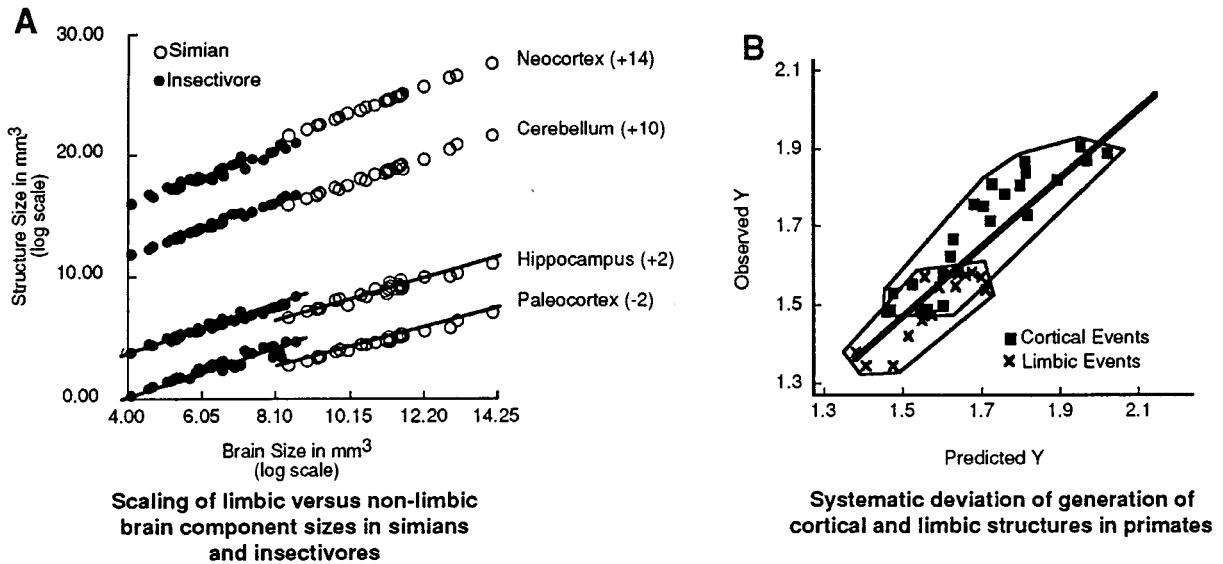 A
30.00
20.00
10.00
0.00
Structure Size in mm3
(log scale)
Simian
Insectivore
Neocortex (+14)
Cerebellum (+10)
Hippocampus (+2)
Paleocortex (-2)
4.00 6.05 8.10 10.15 12.20 14.25
Brain Size in mm3
(log scale)
Scaling of limbic versus non-limbic
brain component sizes in simians
and insectivores
B
2.1
1.9
1.7
1.5
1.3
Observed Y
Cortical Events
Limbic Events
1.3 1.5 1.7 1.9 2.1
Predicted Y
Systematic deviation of generation of
cortical and limbic structures in primates